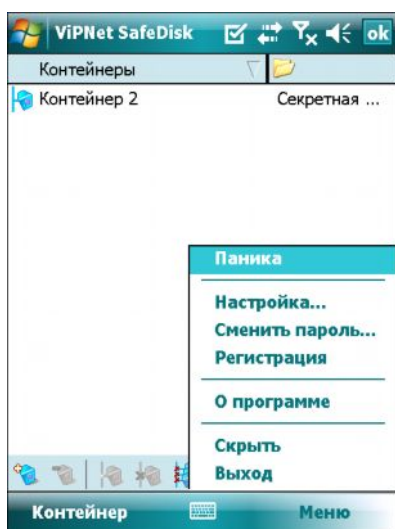 ViPNet SafeDisk ok
Контейнеры
Контейнер 2 Секретная ...
Паника
Настройка...
Сменить пароль...
Регистрация
О программе
Скрыть
Выход
Контейнер Меню